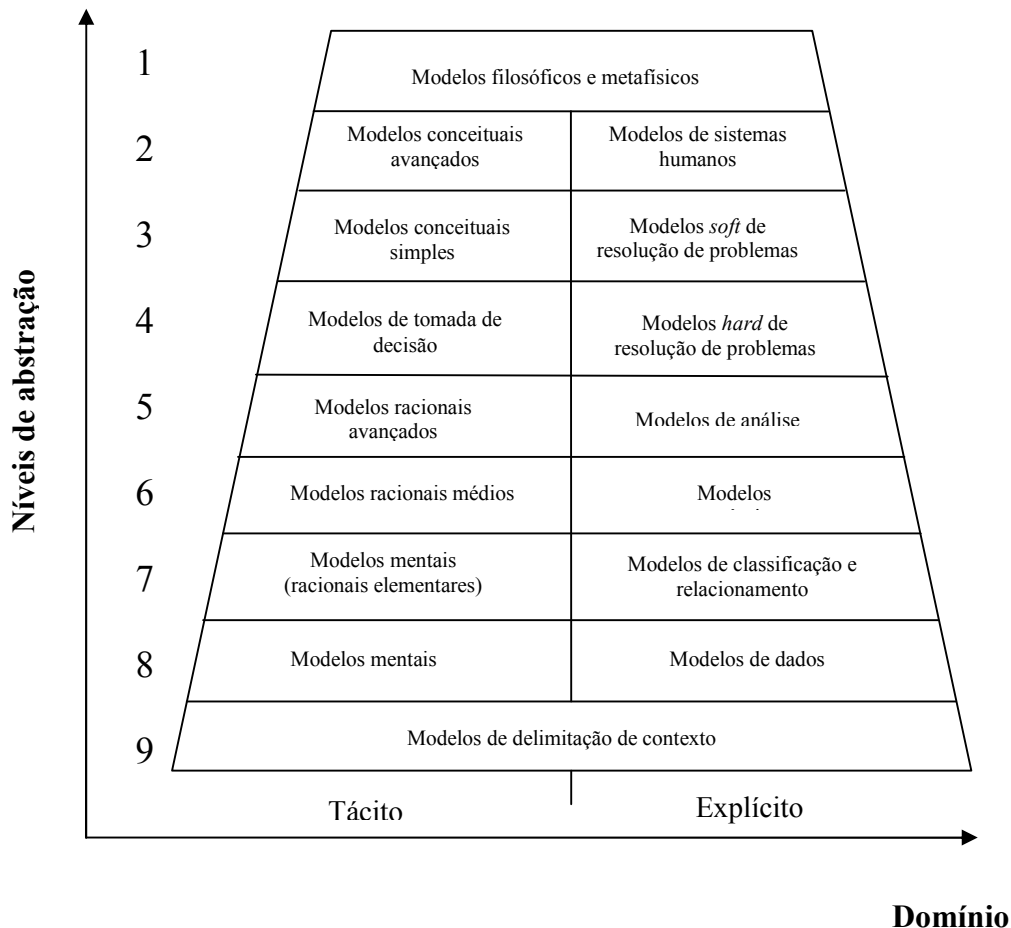 Níveis de abstração
1
Modelos filosóficos e metafísicos
2
Modelos conceituais
avançados
Modelos de sistemas
humanos
3
Modelos conceituais
simples
Modelos soft de
resolução de problemas
4
Modelos de tomada de
decisão
Modelos hard de
resolução de problemas
5
Modelos racionais
avançados
Modelos de análise
6
Modelos racionais médios
Modelos
7
Modelos mentais
(racionais elementares)
Modelos de classificação e
relacionamento
8
Modelos mentais
Modelos de dados
9
Modelos de delimitação de contexto
Tácito
Explícito
Domínio